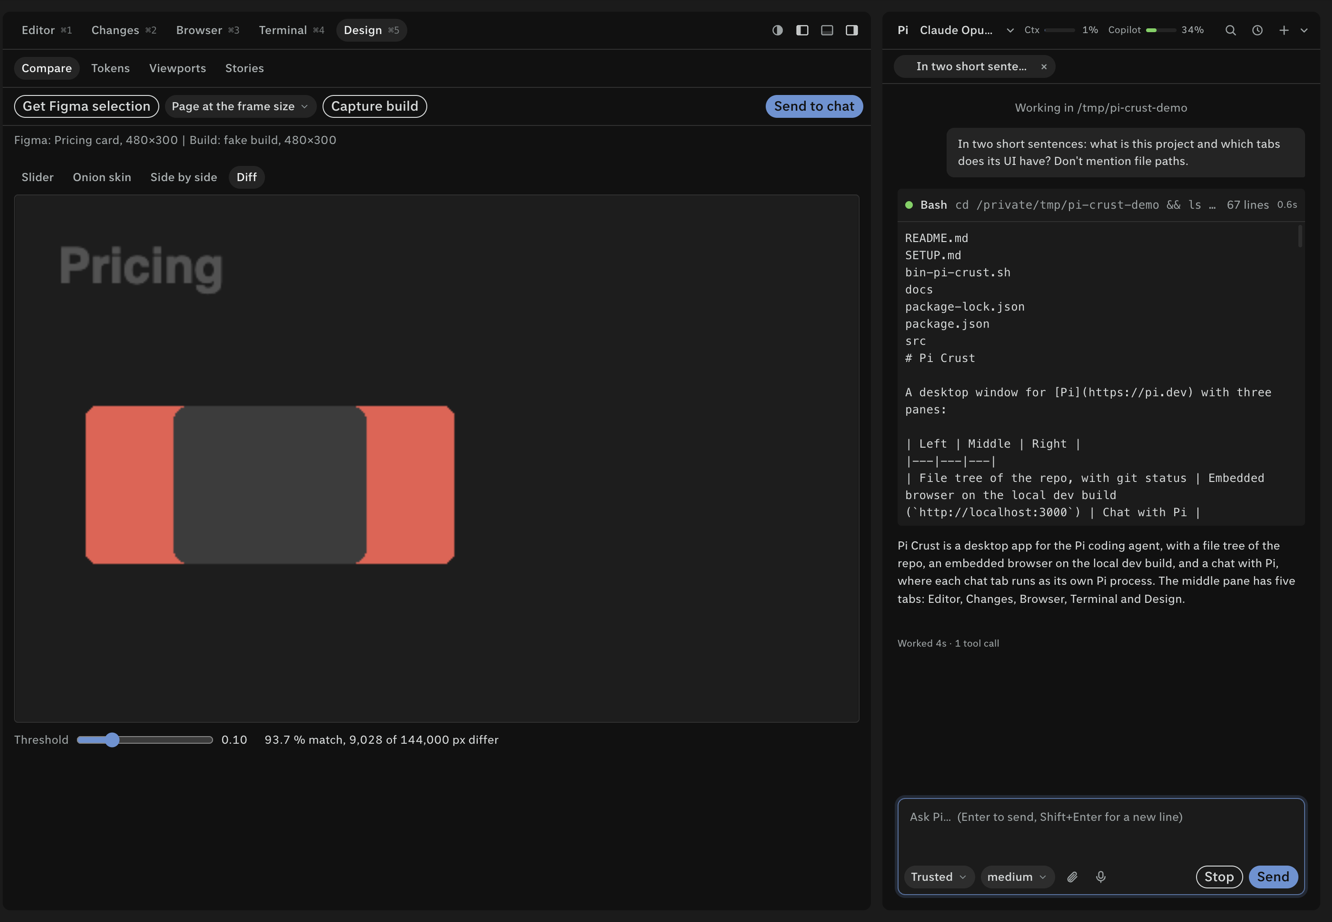 Editor ⌘1 Changes ⌘2 Browser ⌘3 Terminal ⌘4 Design ⌘5
Compare Tokens Viewports Stories
Get Figma selection Page at the frame size Capture build Send to chat
Figma: Pricing card, 480×300 | Build: fake build, 480×300
Slider Onion skin Side by side Diff
Pricing
Threshold 0.10 93.7 % match, 9,028 of 144,000 px differ
Pi Claude Opu... Ctx 1% Copilot 34%
In two short sente... ×
Working in /tmp/pi-crust-demo
In two short sentences: what is this project and which tabs
does its UI have? Don't mention file paths.
Bash cd /private/tmp/pi-crust-demo && ls … 67 lines 0.6s
README.md
SETUP.md
bin-pi-crust.sh
docs
package-lock.json
package.json
src
# Pi Crust
A desktop window for [Pi](https://pi.dev) with three
panes:
| Left | Middle | Right |
|---|---|---|
| File tree of the repo, with git status | Embedded
browser on the local dev build
(`http://localhost:3000`) | Chat with Pi |
Pi Crust is a desktop app for the Pi coding agent, with a file tree of the
repo, an embedded browser on the local dev build, and a chat with Pi,
where each chat tab runs as its own Pi process. The middle pane has five
tabs: Editor, Changes, Browser, Terminal and Design.
Worked 4s · 1 tool call
Ask Pi... (Enter to send, Shift+Enter for a new line)
Trusted medium Stop Send